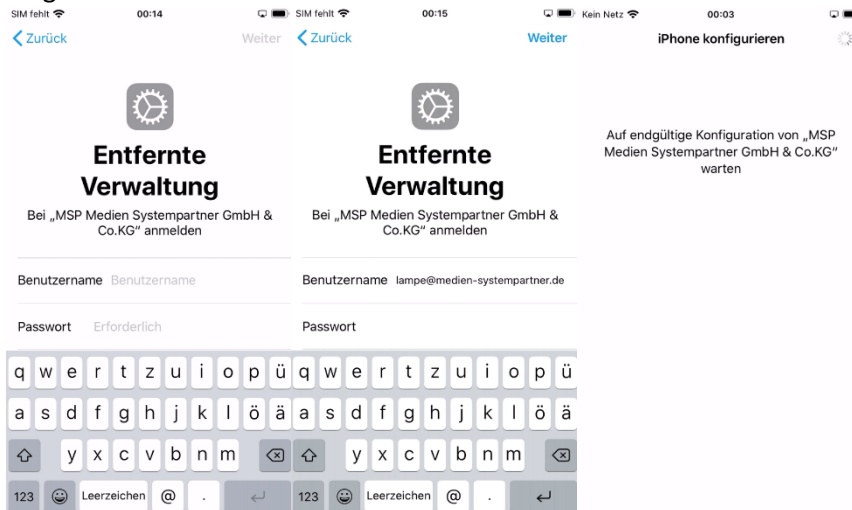 SIM fehlt 00:14
Zurück Weiter
Entfernte
Verwaltung
Bei „MSP Medien Systempartner GmbH &
Co.KG“ anmelden
Benutzername Benutzername
Passwort Erforderlich
q w e r t z u i o p ü
a s d f g h j k l ö ä
y x c v b n m
123 Leerzeichen @ .
SIM fehlt 00:15
Zurück Weiter
Entfernte
Verwaltung
Bei „MSP Medien Systempartner GmbH &
Co.KG“ anmelden
Benutzername lampe@medien-systempartner.de
Passwort
q w e r t z u i o p ü
a s d f g h j k l ö ä
y x c v b n m
123 Leerzeichen @ .
Kein Netz 00:03
iPhone konfigurieren
Auf endgültige Konfiguration von „MSP
Medien Systempartner GmbH & Co.KG“
warten